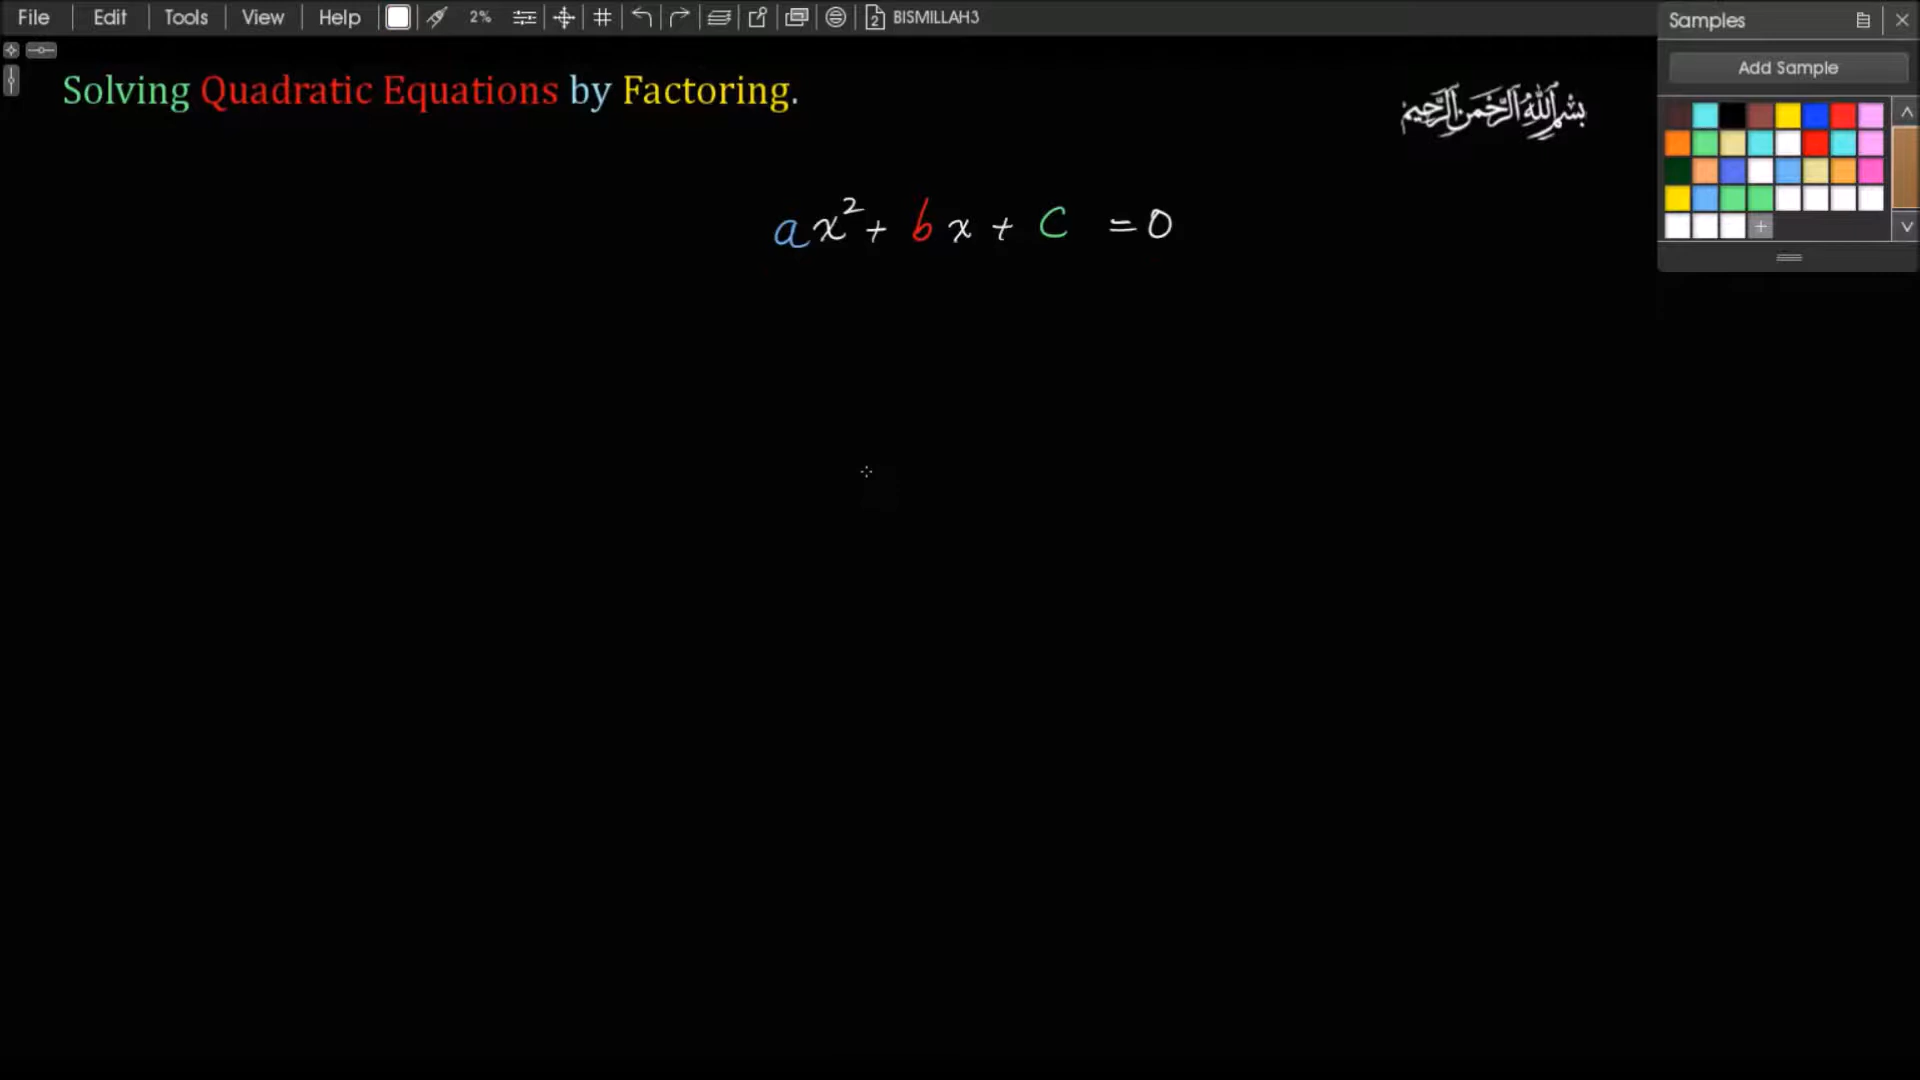 File Edit Tools View Help 2% 2 BISMILLAH3
Samples
Add Sample
Solving Quadratic Equations by Factoring.
بسم الله الرحمن الرحيم
ax²+ bx + c = 0